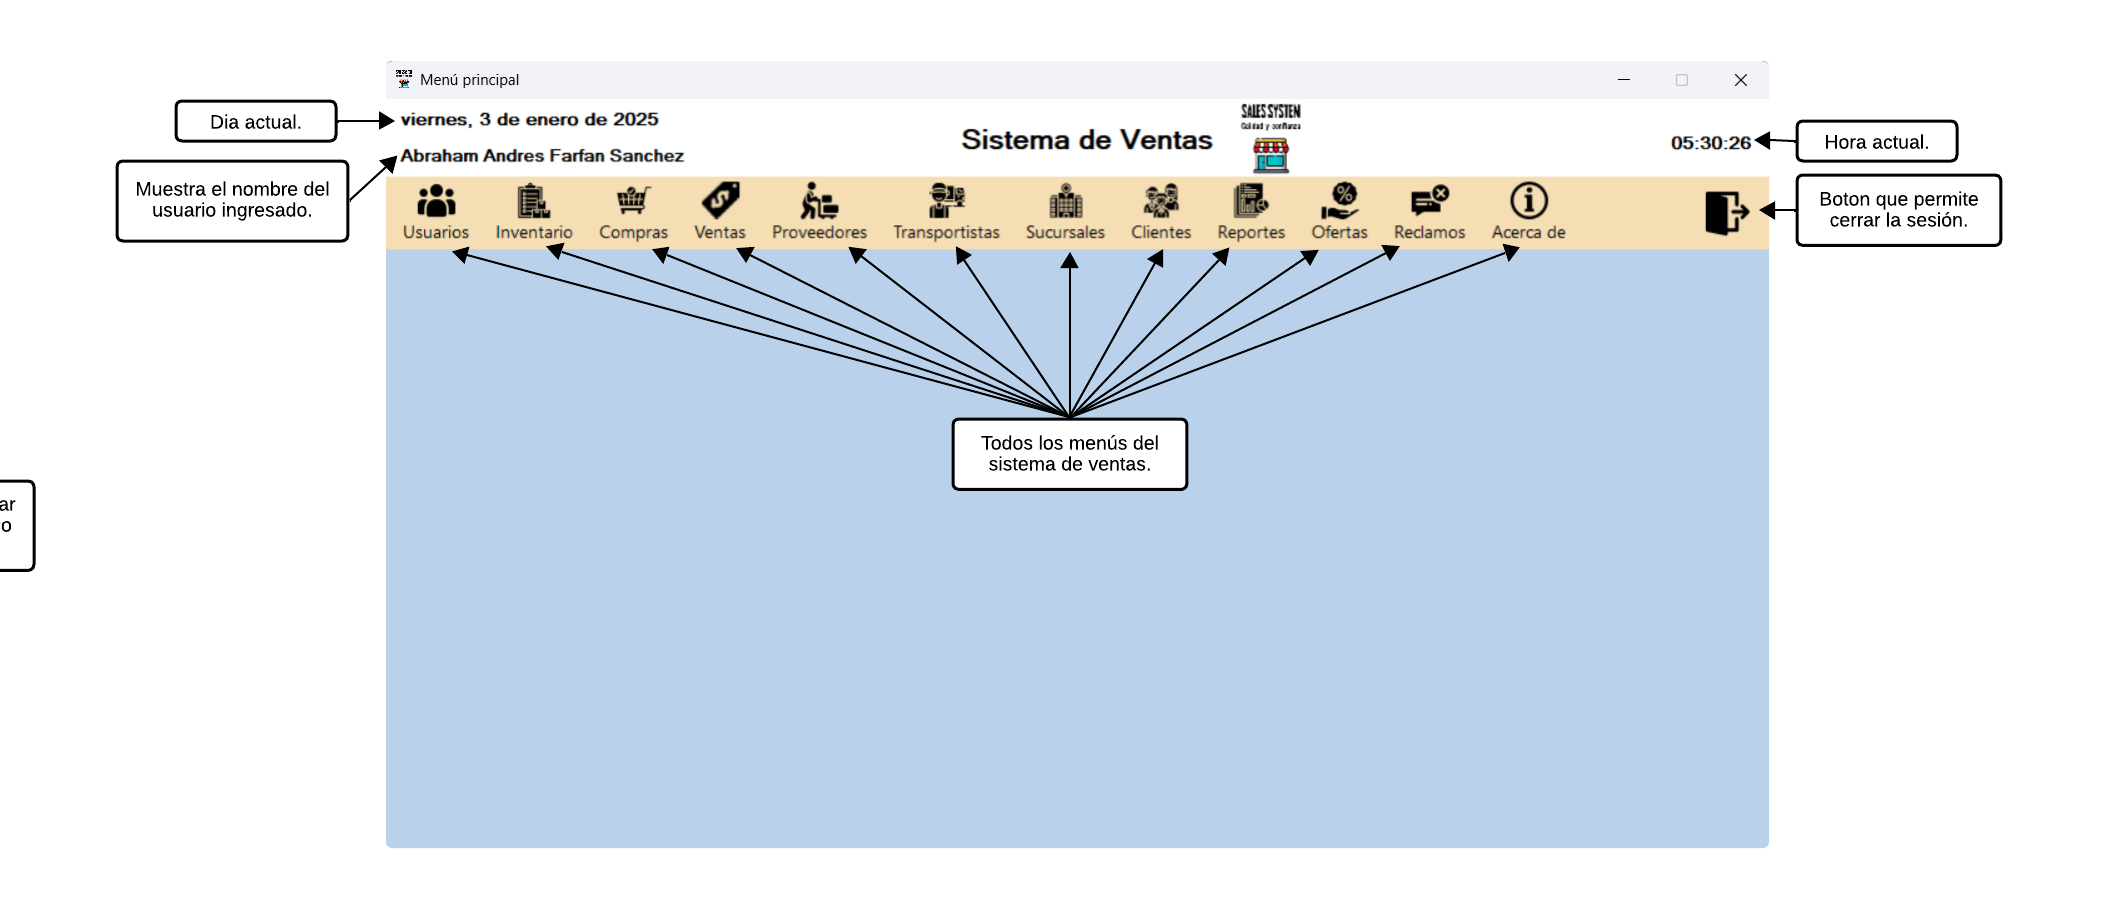 Menú principal
Dia actual.
viernes, 3 de enero de 2025
SALES SYSTEM
Calidad y confianza
Sistema de Ventas
05:30:26
Hora actual.
Abraham Andres Farfan Sanchez
Muestra el nombre del
usuario ingresado.
Usuarios
Inventario
Compras
Ventas
Proveedores
Transportistas
Sucursales
Clientes
Reportes
Ofertas
Reclamos
Acerca de
Boton que permite
cerrar la sesión.
Todos los menús del
sistema de ventas.
ar
o